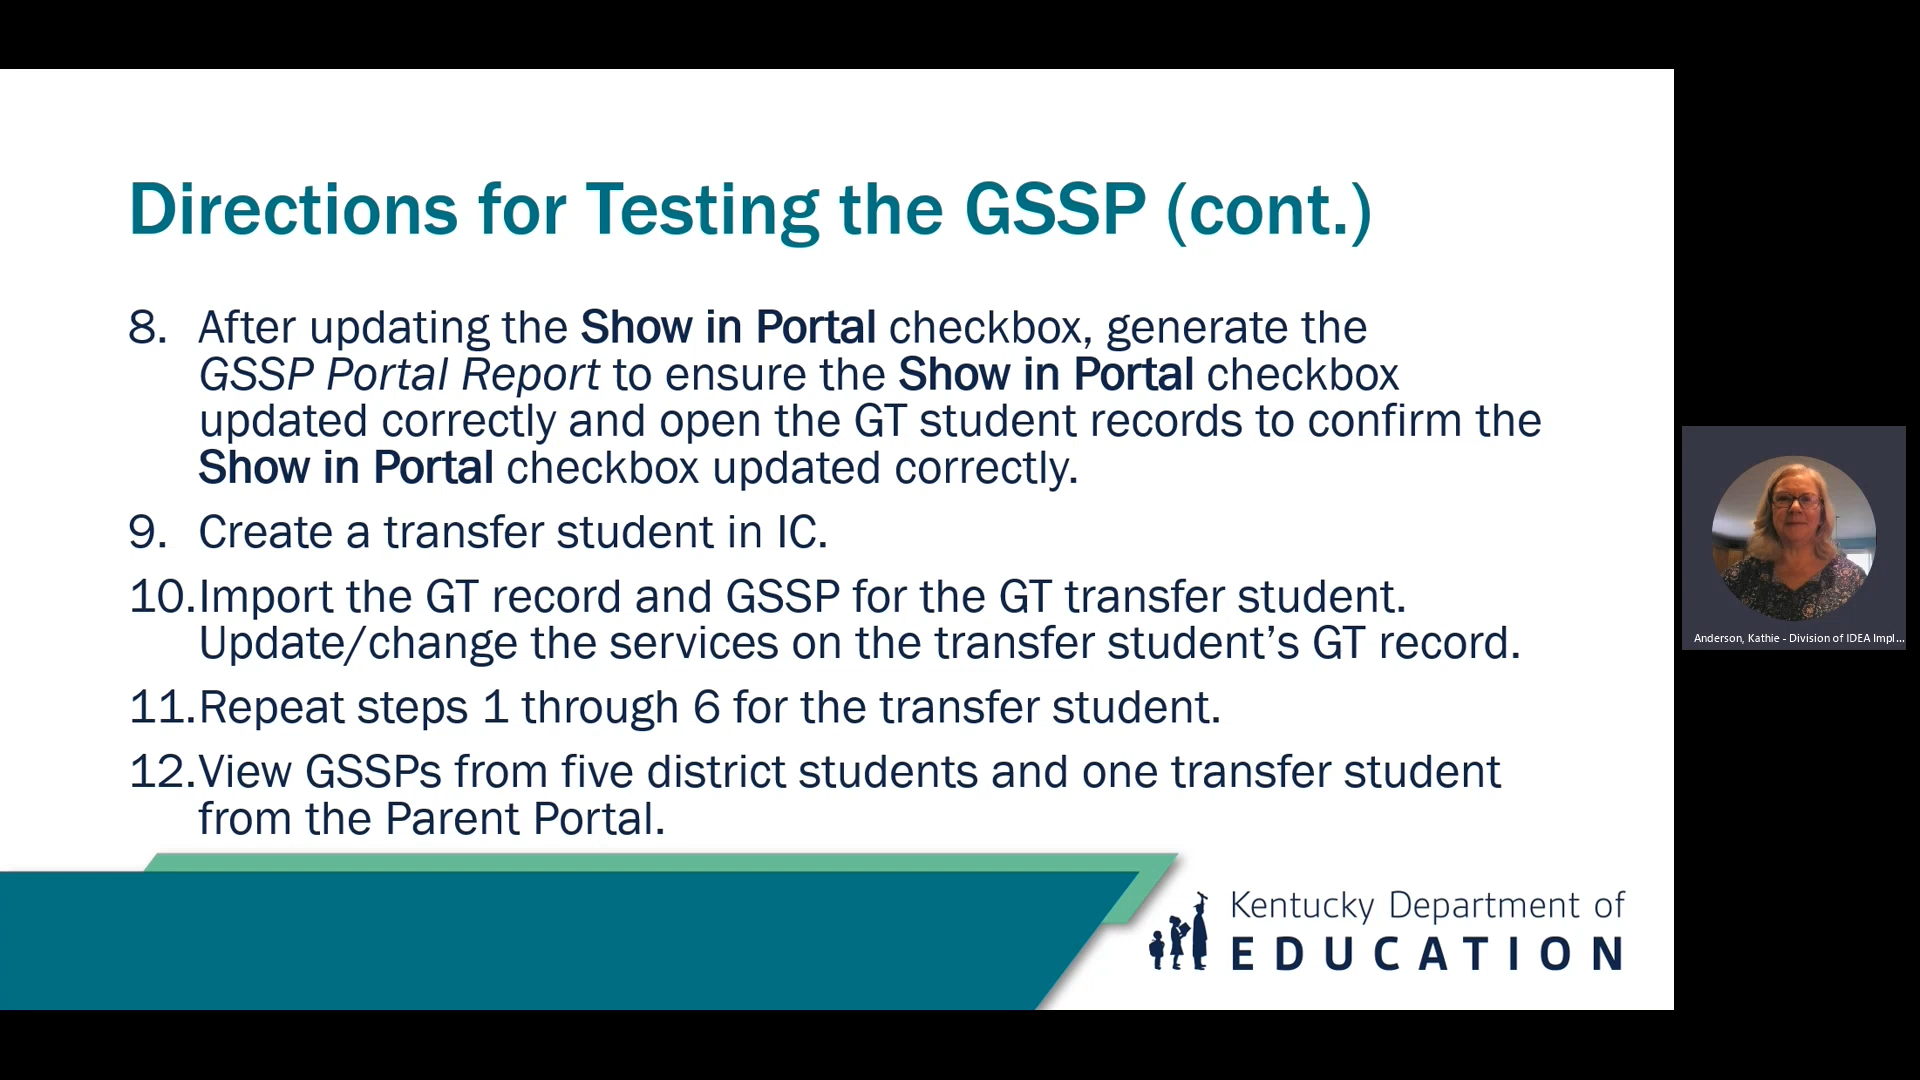 Directions for Testing the GSSP (cont.)
8. After updating the Show in Portal checkbox, generate the
GSSP Portal Report to ensure the Show in Portal checkbox
updated correctly and open the GT student records to confirm the
Show in Portal checkbox updated correctly.
9. Create a transfer student in IC.
10. Import the GT record and GSSP for the GT transfer student.
Update/change the services on the transfer student’s GT record.
11. Repeat steps 1 through 6 for the transfer student.
12. View GSSPs from five district students and one transfer student
from the Parent Portal.
Kentucky Department of
EDUCATION
Anderson, Kathie - Division of IDEA Impl...